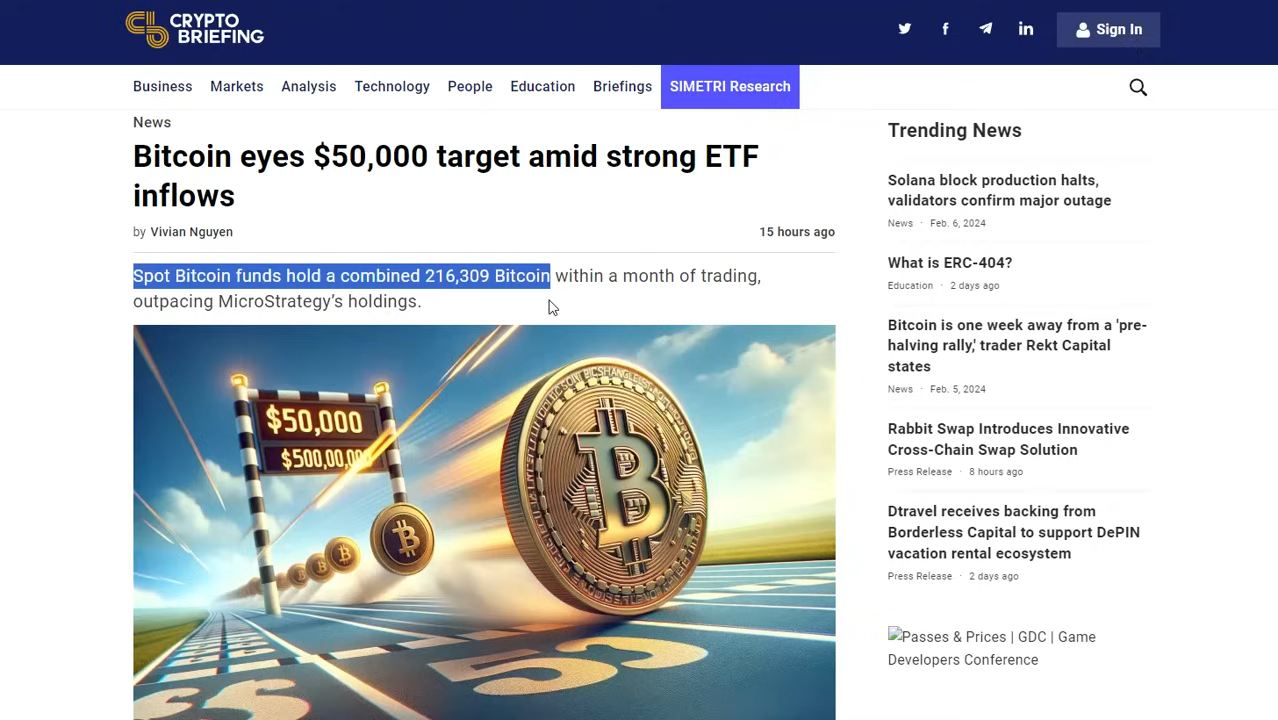 CRYPTO
BRIEFING
Sign In
Business Markets Analysis Technology People Education Briefings SIMETRI Research
News
Bitcoin eyes $50,000 target amid strong ETF
inflows
by Vivian Nguyen
15 hours ago
Spot Bitcoin funds hold a combined 216,309 Bitcoin within a month of trading,
outpacing MicroStrategy’s holdings.
$50,000
$500,00,000
53
Trending News
Solana block production halts,
validators confirm major outage
News · Feb. 6, 2024
What is ERC-404?
Education · 2 days ago
Bitcoin is one week away from a 'pre-
halving rally,' trader Rekt Capital
states
News · Feb. 5, 2024
Rabbit Swap Introduces Innovative
Cross-Chain Swap Solution
Press Release · 8 hours ago
Dtravel receives backing from
Borderless Capital to support DePIN
vacation rental ecosystem
Press Release · 2 days ago
Passes & Prices | GDC | Game
Developers Conference